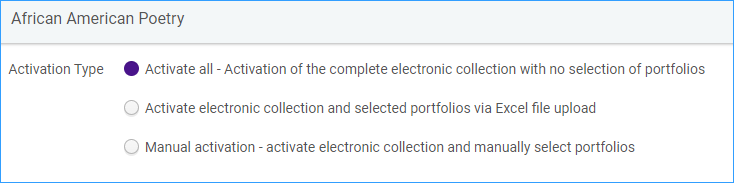 African American Poetry
Activation Type
Activate all - Activation of the complete electronic collection with no selection of portfolios
Activate electronic collection and selected portfolios via Excel file upload
Manual activation - activate electronic collection and manually select portfolios